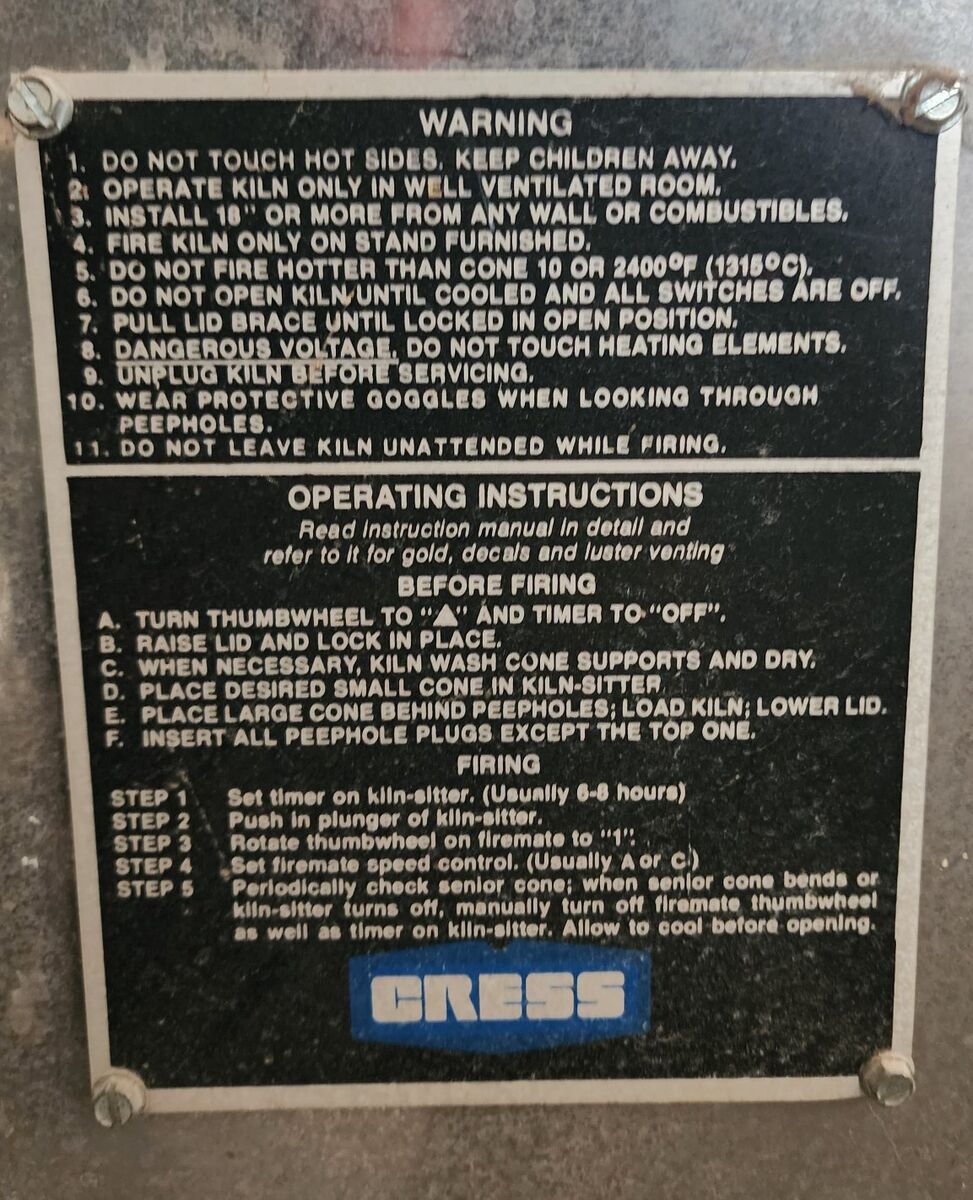 WARNING
1. DO NOT TOUCH HOT SIDES. KEEP CHILDREN AWAY.
2. OPERATE KILN ONLY IN WELL VENTILATED ROOM.
3. INSTALL 18" OR MORE FROM ANY WALL OR COMBUSTIBLES.
4. FIRE KILN ONLY ON STAND FURNISHED.
5. DO NOT FIRE HOTTER THAN CONE 10 OR 2400°F (1315°C).
6. DO NOT OPEN KILN UNTIL COOLED AND ALL SWITCHES ARE OFF.
7. PULL LID BRACE UNTIL LOCKED IN OPEN POSITION.
8. DANGEROUS VOLTAGE. DO NOT TOUCH HEATING ELEMENTS.
9. UNPLUG KILN BEFORE SERVICING.
10. WEAR PROTECTIVE GOGGLES WHEN LOOKING THROUGH
PEEPHOLES.
11. DO NOT LEAVE KILN UNATTENDED WHILE FIRING.
OPERATING INSTRUCTIONS
Read instruction manual in detail and
refer to it for gold, decals and luster venting
BEFORE FIRING
A. TURN THUMBWHEEL TO "▲" AND TIMER TO "OFF".
B. RAISE LID AND LOCK IN PLACE.
C. WHEN NECESSARY, KILN WASH CONE SUPPORTS AND DRY.
D. PLACE DESIRED SMALL CONE IN KILN-SITTER
E. PLACE LARGE CONE BEHIND PEEPHOLES; LOAD KILN; LOWER LID.
F. INSERT ALL PEEPHOLE PLUGS EXCEPT THE TOP ONE.
FIRING
STEP 1 Set timer on kiln-sitter. (Usually 6-8 hours)
STEP 2 Push in plunger of kiln-sitter.
STEP 3 Rotate thumbwheel on firemate to "1".
STEP 4 Set firemate speed control. (Usually A or C)
STEP 5 Periodically check senior cone; when senior cone bends or
kiln-sitter turns off, manually turn off firemate thumbwheel
as well as timer on kiln-sitter. Allow to cool before opening.
CRESS